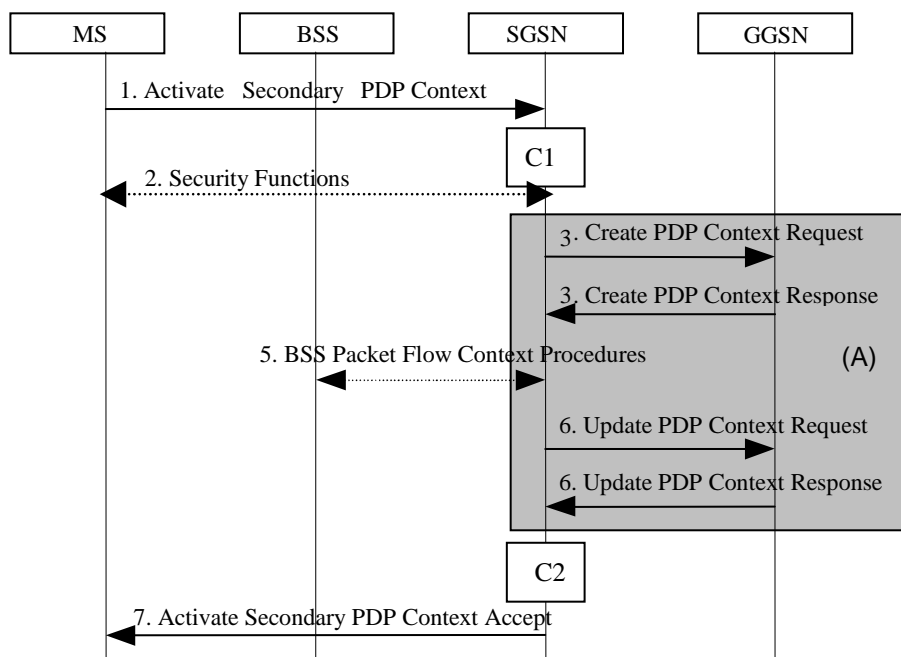 MS BSS SGSN GGSN
1. Activate Secondary PDP Context
C1
2. Security Functions
3. Create PDP Context Request
3. Create PDP Context Response
5. BSS Packet Flow Context Procedures
(A)
6. Update PDP Context Request
6. Update PDP Context Response
C2
7. Activate Secondary PDP Context Accept